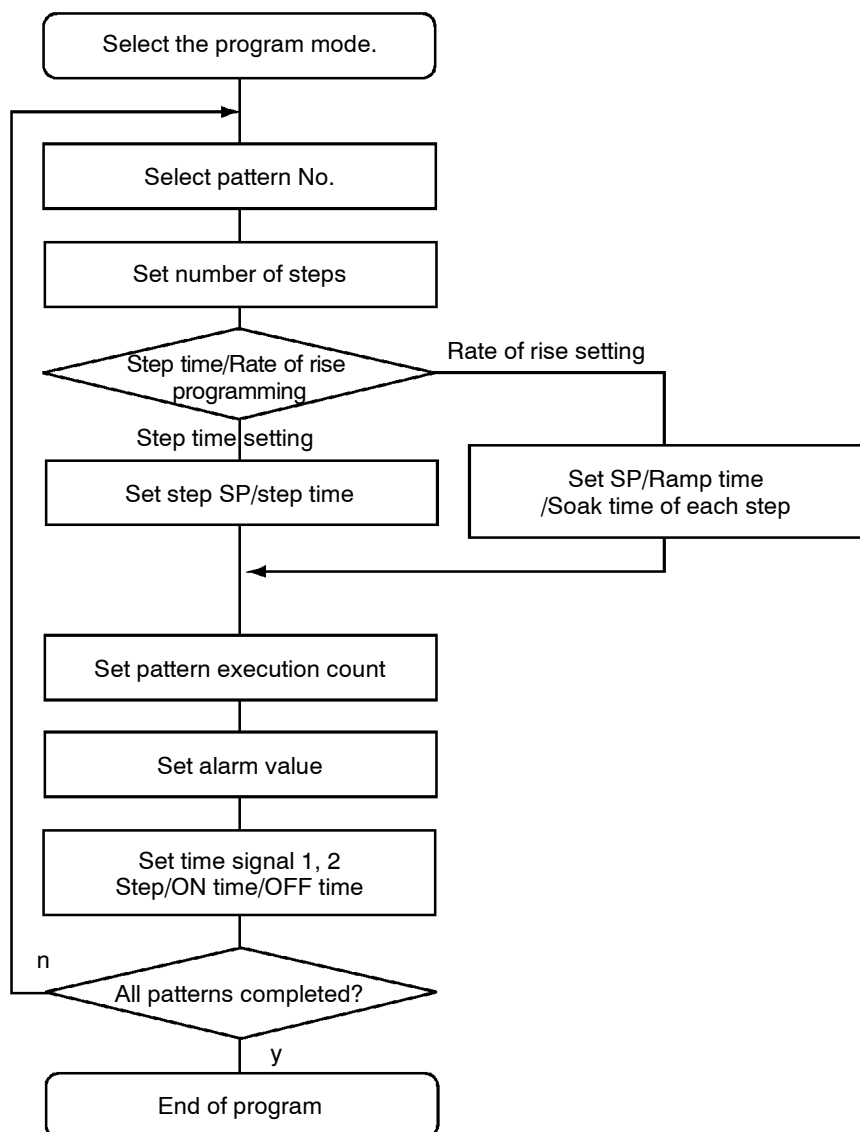 Select the program mode.
Select pattern No.
Set number of steps
Step time/Rate of rise
programming
Rate of rise setting
Step time setting
Set step SP/step time
Set SP/Ramp time
/Soak time of each step
Set pattern execution count
Set alarm value
Set time signal 1, 2
Step/ON time/OFF time
n
All patterns completed?
y
End of program